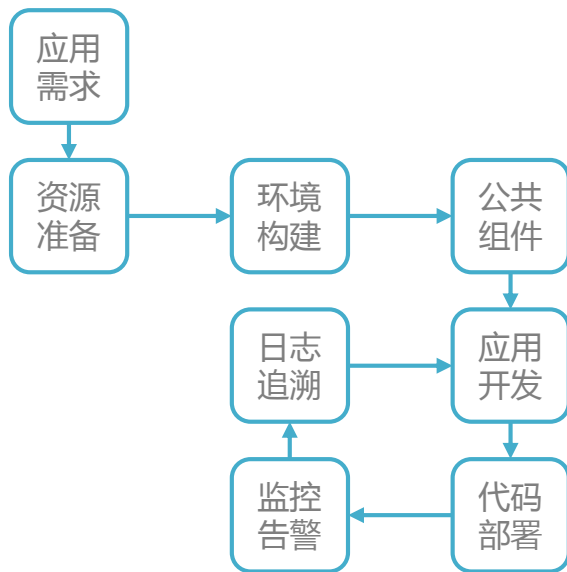 应用
需求
资源
准备
环境
构建
公共
组件
日志
追溯
应用
开发
监控
告警
代码
部署